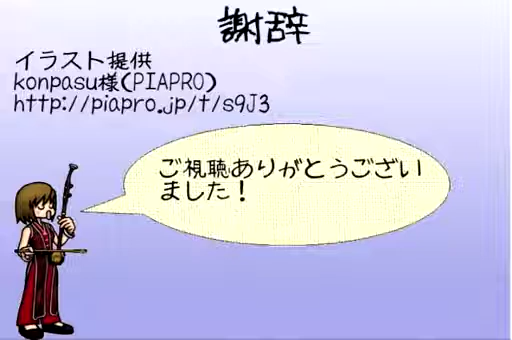 謝辞
イラスト提供
konpasu様(PIAPRO)
http://piapro.jp/t/s9J3
ご視聴ありがとうござい
ました!